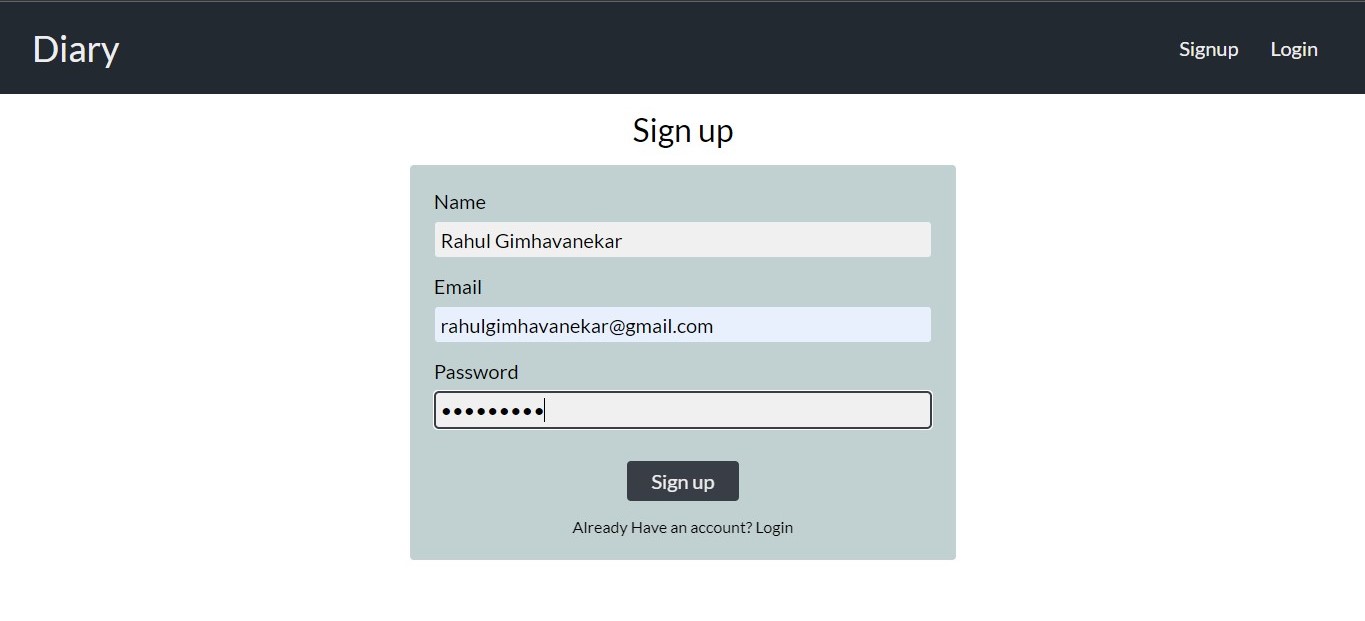 Diary
Signup Login
Sign up
Name
Rahul Gimhavanekar
Email
rahulgimhavanekar@gmail.com
Password
•••••••••
Sign up
Already Have an account? Login